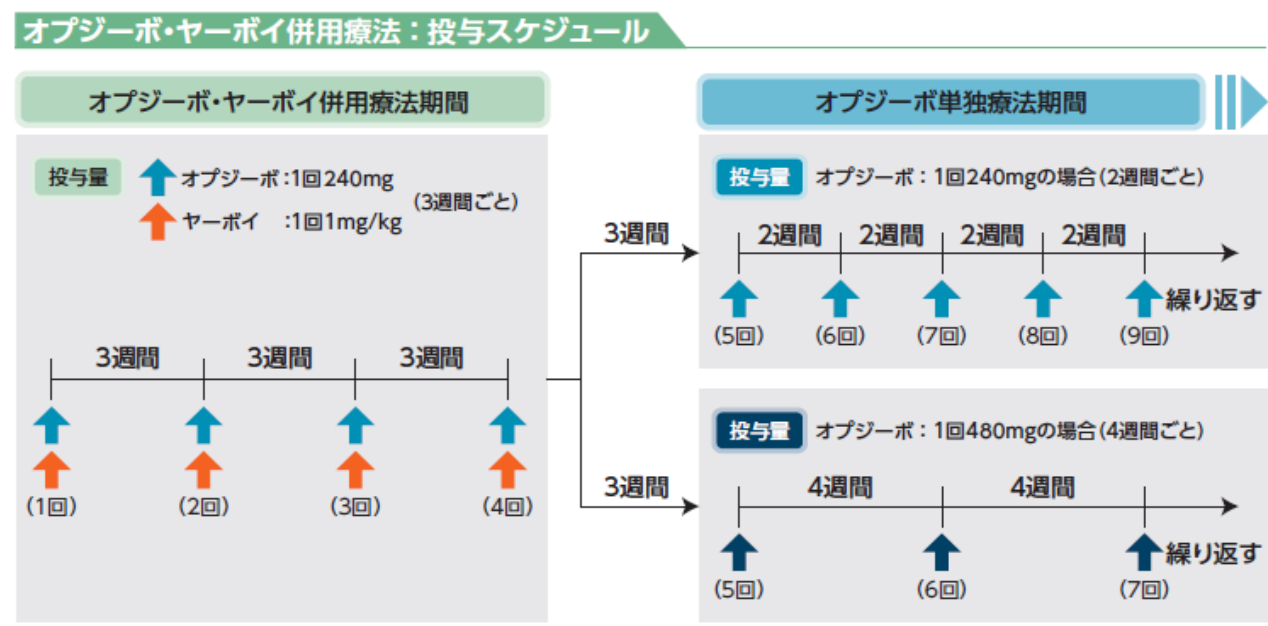 オプジーボ・ヤーボイ併用療法：投与スケジュール
オプジーボ・ヤーボイ併用療法期間
投与量
オプジーボ：1回240mg
ヤーボイ　：1回1mg/kg
（3週間ごと）
3週間 3週間 3週間
（1回） （2回） （3回） （4回）
3週間
3週間
オプジーボ単独療法期間
投与量 オプジーボ：1回240mgの場合（2週間ごと）
2週間 2週間 2週間 2週間
繰り返す
（5回） （6回） （7回） （8回） （9回）
投与量 オプジーボ：1回480mgの場合（4週間ごと）
4週間 4週間
繰り返す
（5回） （6回） （7回）